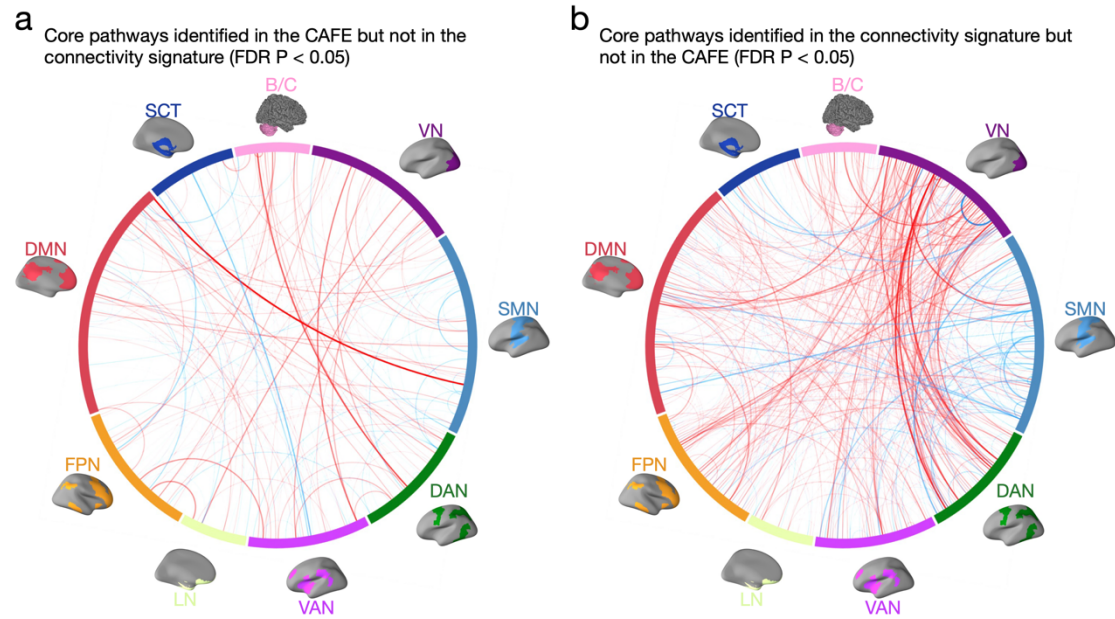 a
Core pathways identified in the CAFE but not in the
connectivity signature (FDR P < 0.05)
B/C
SCT
VN
DMN
SMN
FPN
DAN
LN
VAN
b
Core pathways identified in the connectivity signature but
not in the CAFE (FDR P < 0.05)
B/C
SCT
VN
DMN
SMN
FPN
DAN
LN
VAN